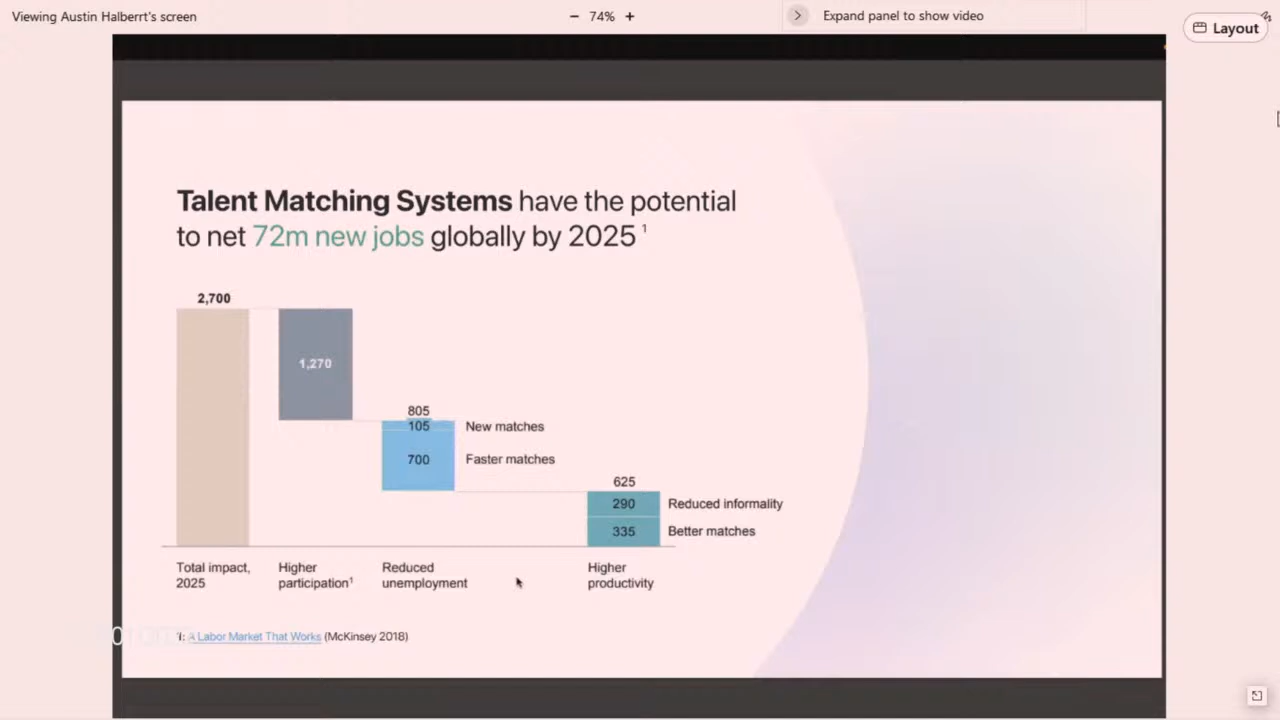 Viewing Austin Halberrt's screen
− 74% +
Expand panel to show video
Layout
Talent Matching Systems have the potential
to net 72m new jobs globally by 2025 ¹
2,700
1,270
805
105 New matches
700 Faster matches
625
290 Reduced informality
335 Better matches
Total impact,
2025
Higher
participation¹
Reduced
unemployment
Higher
productivity
1: A Labor Market That Works (McKinsey 2018)